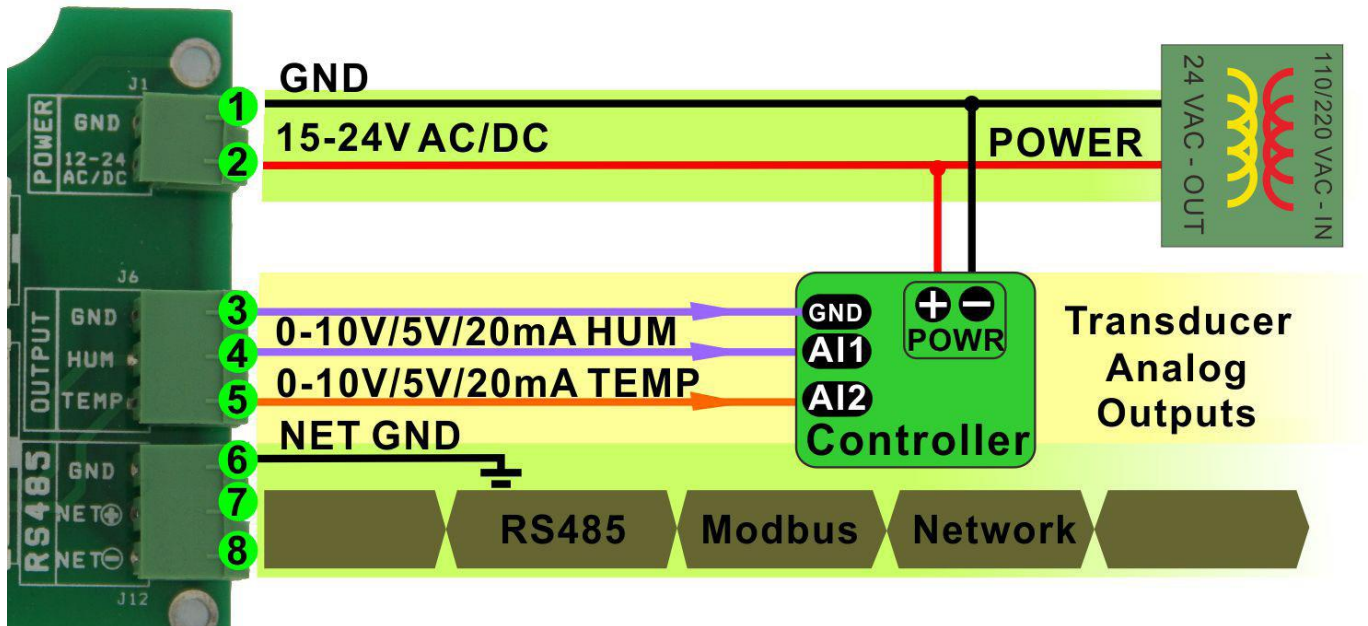 J1
POWER
GND
12-24
AC/DC
1
2
GND
15-24V AC/DC
POWER
24 VAC - OUT
110/220 VAC - IN
J6
OUTPUT
GND
HUM
TEMP
3
4
5
0-10V/5V/20mA HUM
0-10V/5V/20mA TEMP
GND
AI1
AI2
+ −
POWR
Controller
Transducer
Analog
Outputs
RS485
GND
NET⊕
NET⊖
J12
6
7
8
NET GND
RS485 Modbus Network